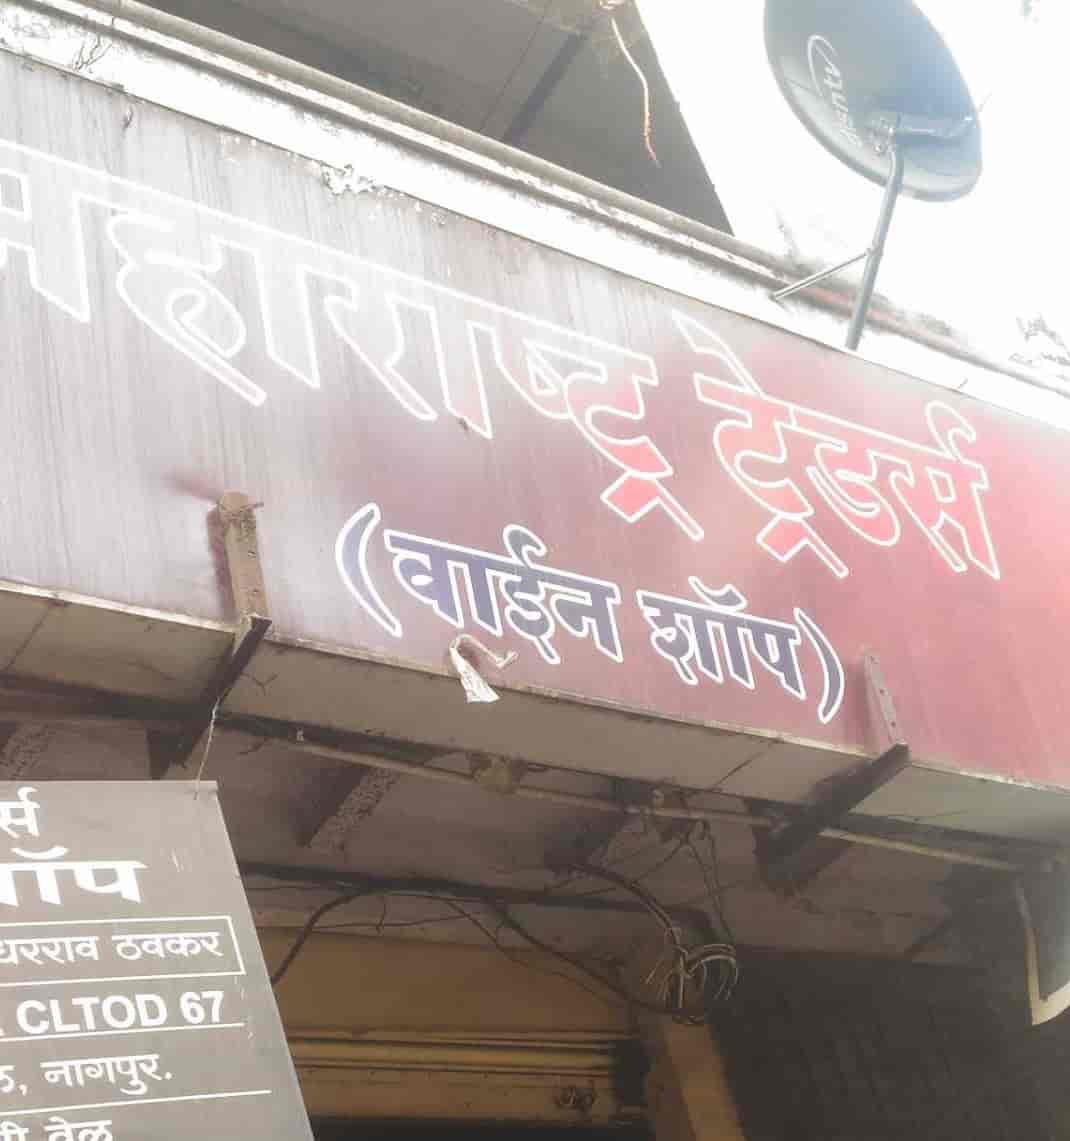 महाराष्ट्र ट्रेडर्स
(वाईन शॉप)
र्स
शॉप
धरराव ठवकर
CLTOD 67
, नागपुर.
वेळ